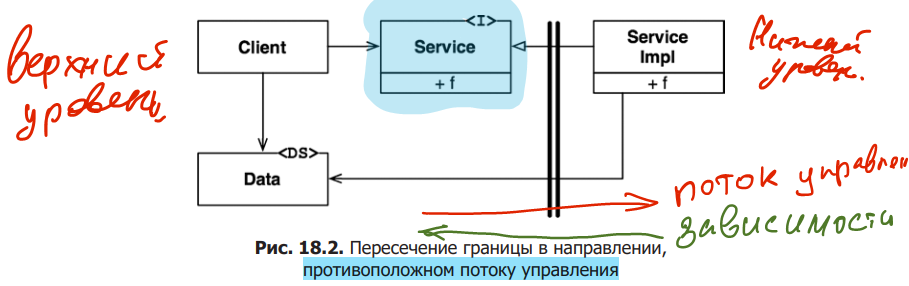 верхний
уровень
Client
<I>
Service
+ f
Service
Impl
+ f
Нижний
уровен.
<DS>
Data
поток управлен
зависимости
Рис. 18.2. Пересечение границы в направлении,
противоположном потоку управления